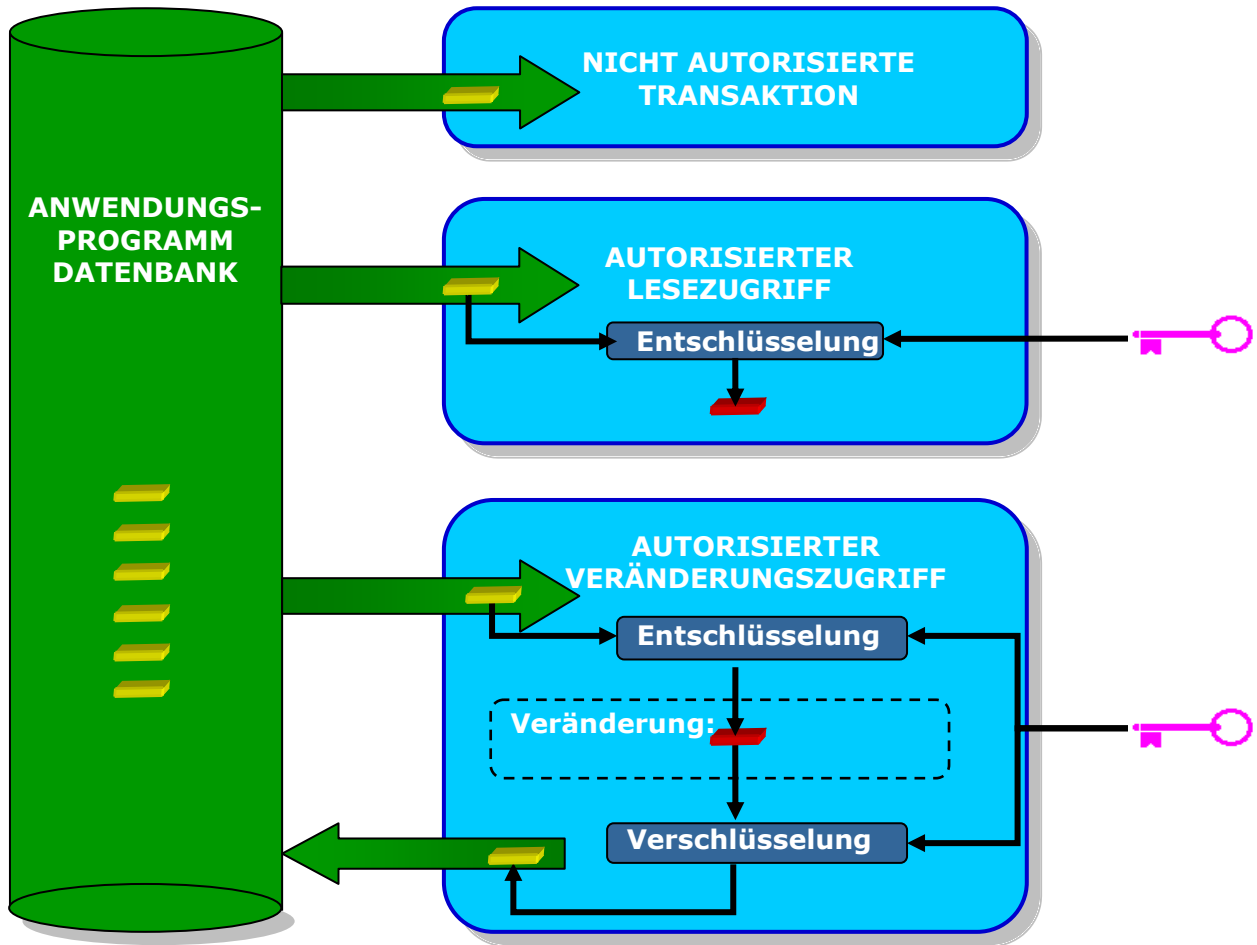 ANWENDUNGS-
PROGRAMM
DATENBANK
NICHT AUTORISIERTE
TRANSAKTION
AUTORISIERTER
LESEZUGRIFF
Entschlüsselung
AUTORISIERTER
VERÄNDERUNGSZUGRIFF
Entschlüsselung
Veränderung:
Verschlüsselung